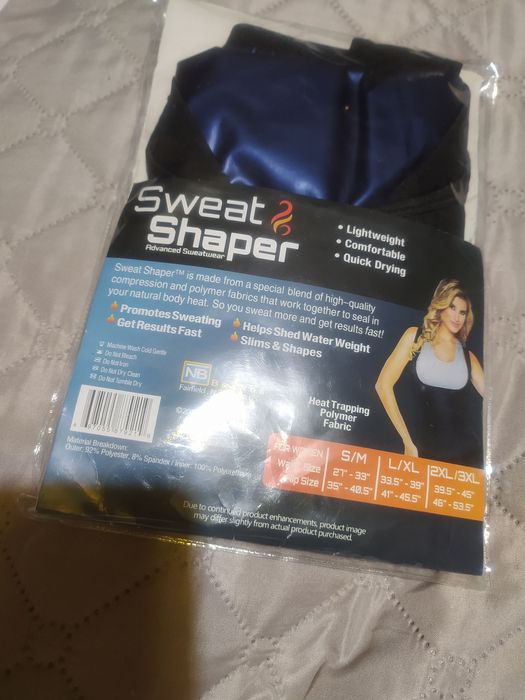 Sweat
Shaper
Advanced Sweatwear
• Lightweight
• Comfortable
• Quick Drying
Sweat Shaper™ is made from a special blend of high-quality
compression and polymer fabrics that work together to seal in
your natural body heat. So you sweat more and get results fast!
Promotes Sweating
Get Results Fast
Helps Shed Water Weight
Slims & Shapes
Machine Wash Cold Gentle
Do Not Bleach
Do Not Iron
Do Not Dry Clean
Do Not Tumble Dry
NB
Fairfield
Heat Trapping
Polymer
Fabric
Material Breakdown:
Outer: 92% Polyester, 8% Spandex / Inner: 100% Polyurethane
FOR WOMEN S/M L/XL 2XL/3XL
Waist Size 27" - 33" 33.5" - 39" 39.5" - 45"
Hip Size 35" - 40.5" 41" - 45.5" 46" - 53.5"
Due to continued product enhancements, product image
may differ slightly from actual product purchased.